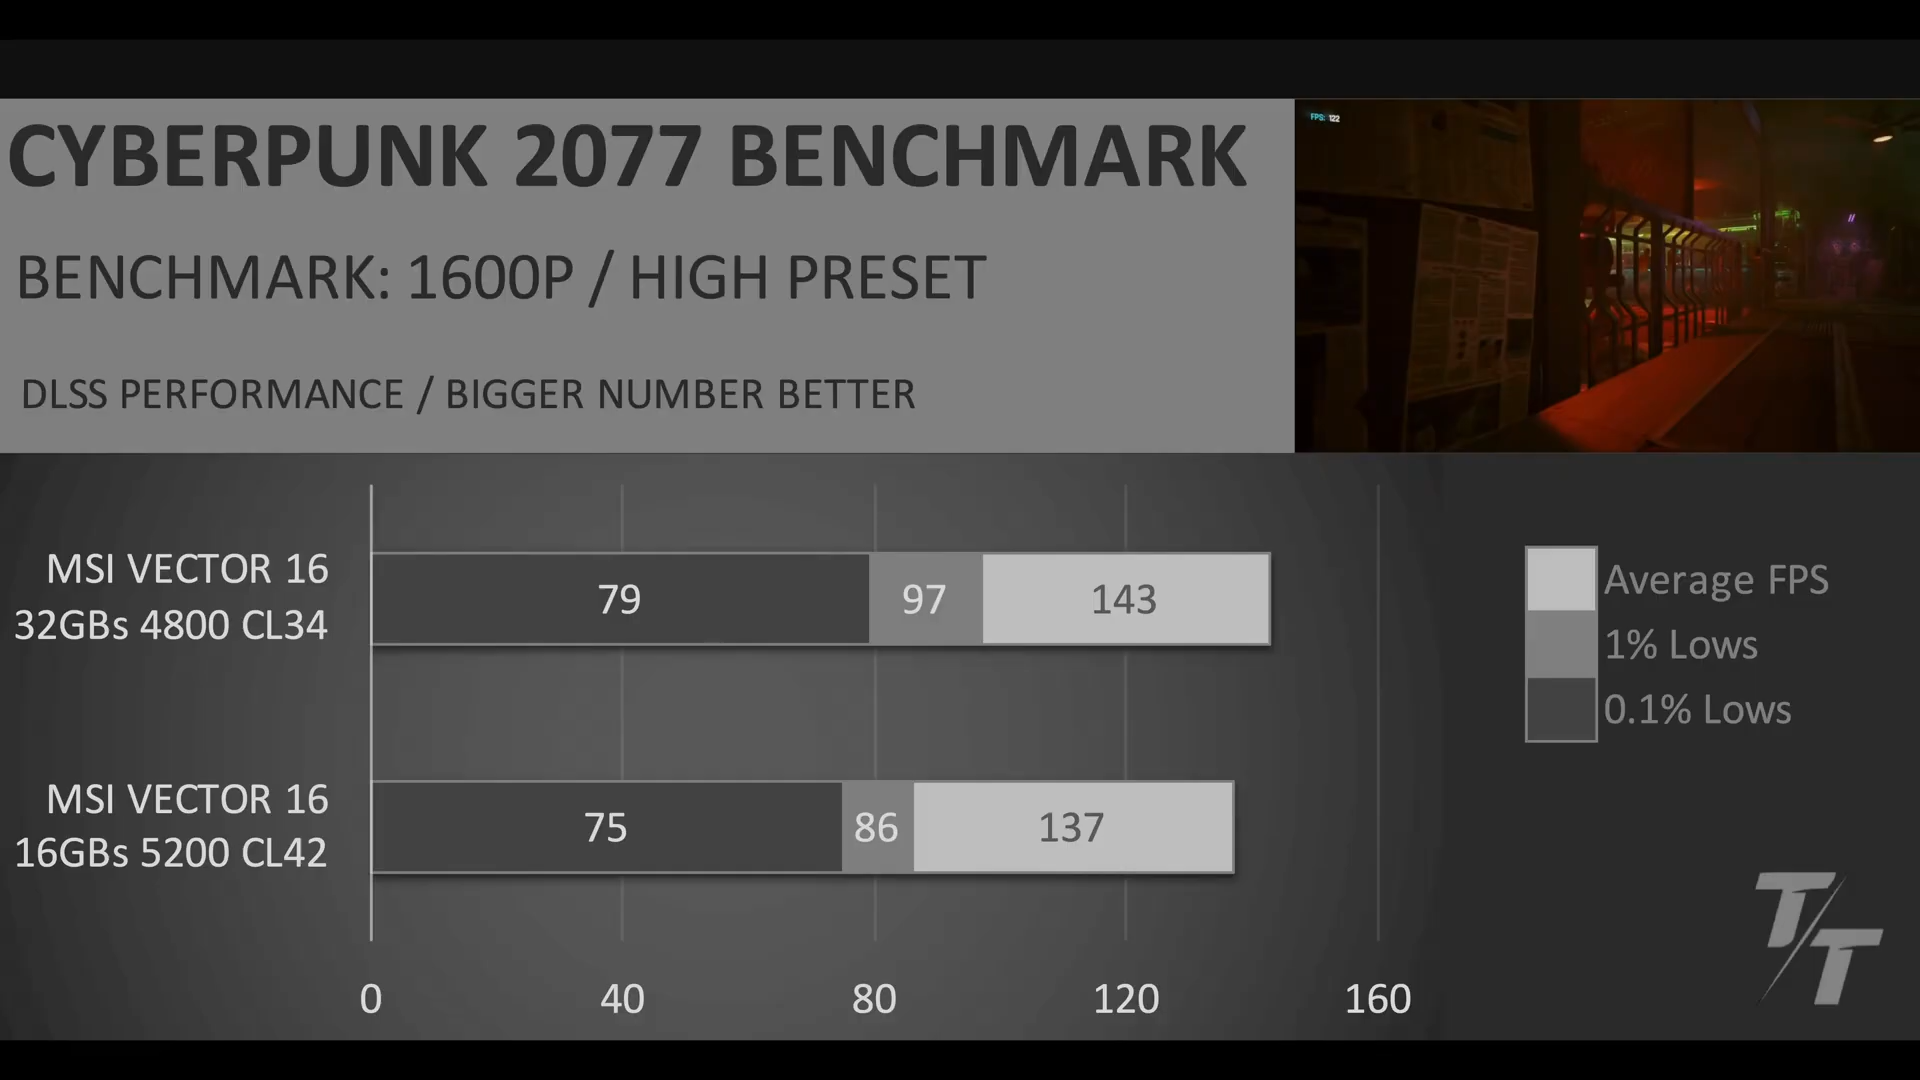 CYBERPUNK 2077 BENCHMARK
FPS: 122
BENCHMARK: 1600P / HIGH PRESET
DLSS PERFORMANCE / BIGGER NUMBER BETTER
MSI VECTOR 16
32GBs 4800 CL34
79 97 143
MSI VECTOR 16
16GBs 5200 CL42
75 86 137
0 40 80 120 160
Average FPS
1% Lows
0.1% Lows
T/T